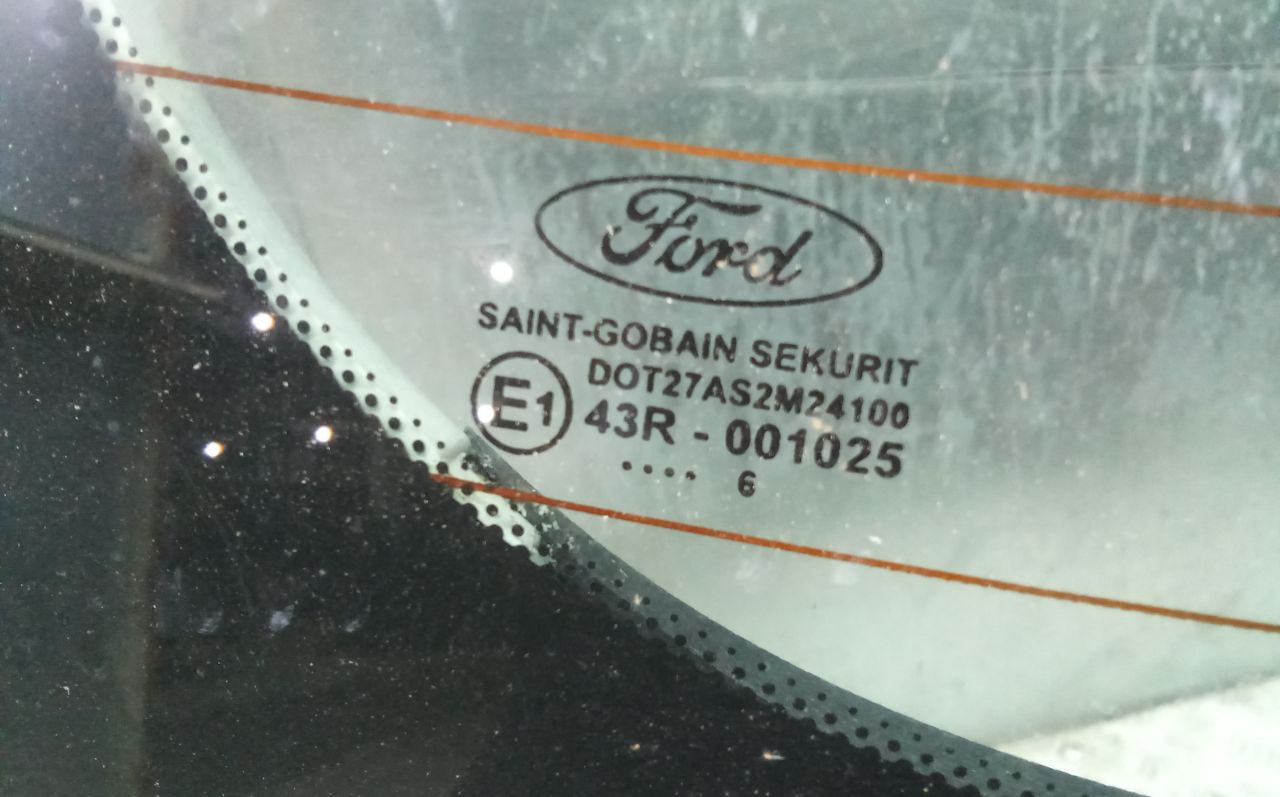 Ford
SAINT-GOBAIN SEKURIT
DOT27AS2M24100
E1 43R - 001025
.... 6